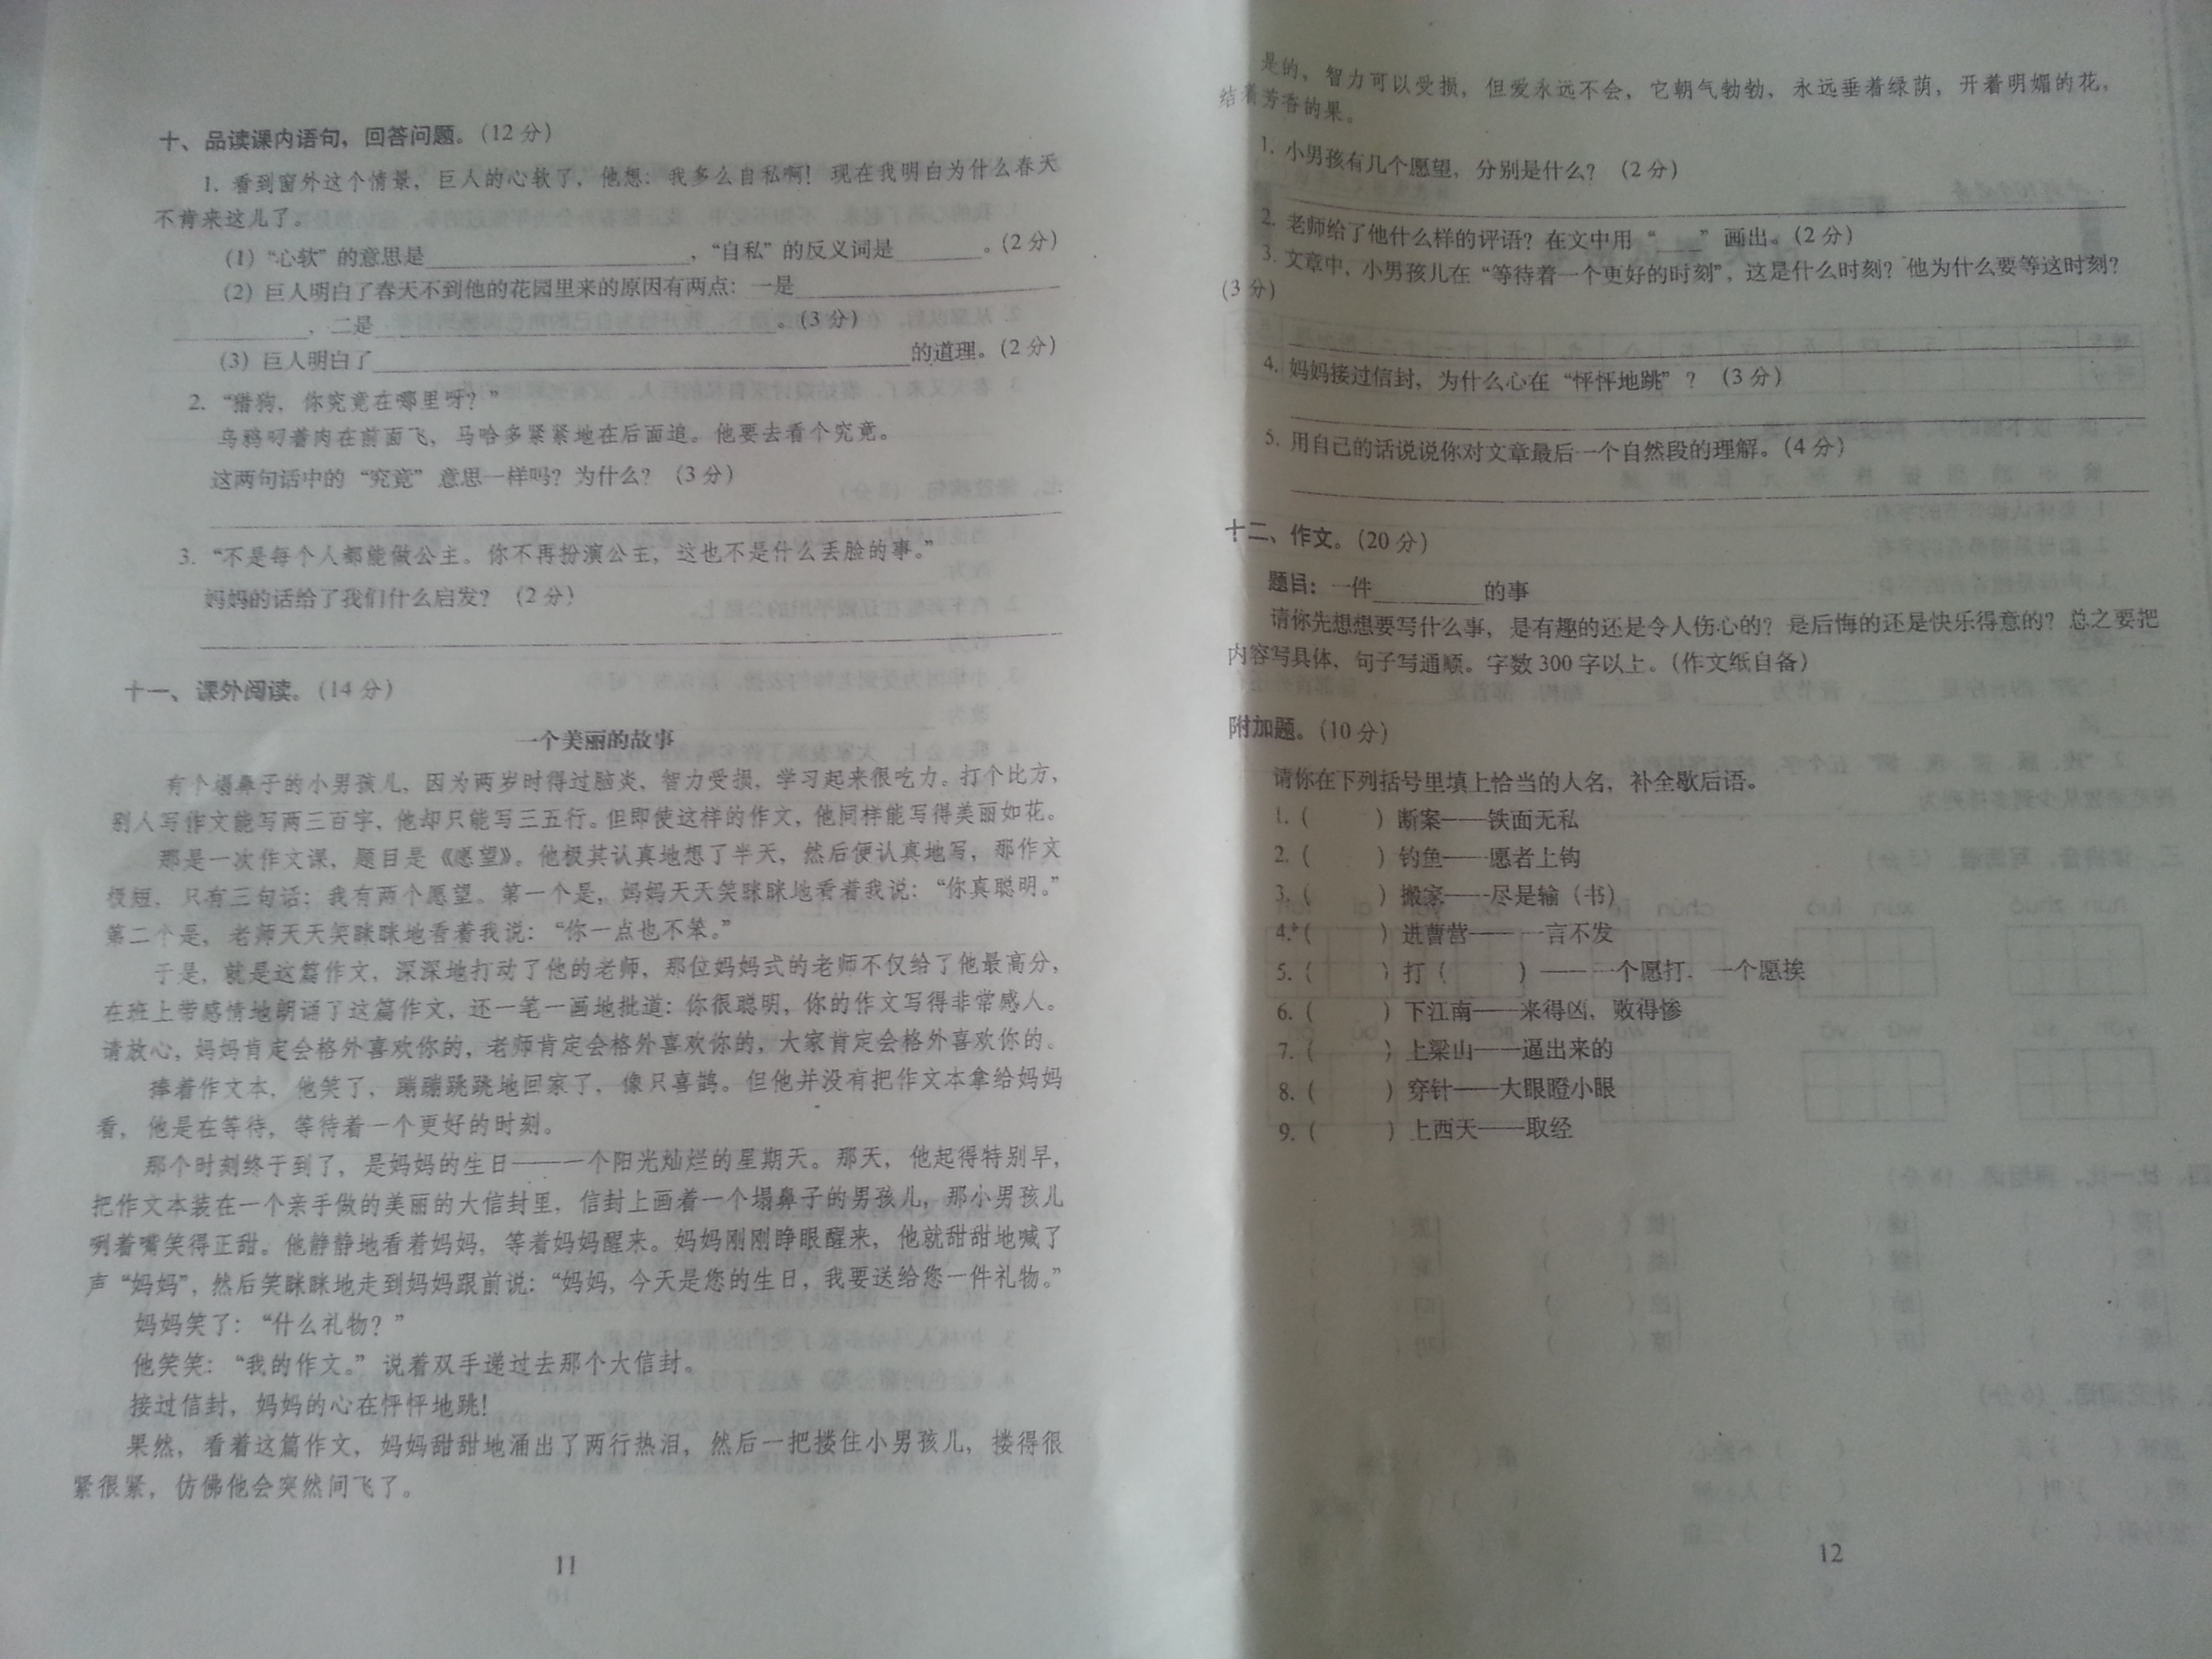 十、品读课内语句，回答问题。(12 分)
1. 看到窗外这个情景，巨人的心软了，他想：我多么自私啊！现在我明白为什么春天
不肯来这儿了。
(1) “心软”的意思是____________，“自私”的反义词是______。(2 分)
(2) 巨人明白了春天不到他的花园里来的原因有两点：一是____________
______，二是____________。(3 分)
(3) 巨人明白了____________的道理。(2 分)
2. “猎狗，你究竟在哪里呀？”
乌鸦叼着肉在前面飞，马哈多紧紧地在后面追。他要去看个究竟。
这两句话中的“究竟”意思一样吗？为什么？(3 分)
3. “不是每个人都能做公主。你不再扮演公主，这也不是什么丢脸的事。”
妈妈的话给了我们什么启发？(2 分)
十一、课外阅读。(14 分)
一个美丽的故事
有个塌鼻子的小男孩儿，因为两岁时得过脑炎，智力受损，学习起来很吃力。打个比方，
别人写作文能写两三百字，他却只能写三五行。但即使这样的作文，他同样能写得美丽如花。
那是一次作文课，题目是《愿望》。他极其认真地想了半天，然后便认真地写，那作文
极短，只有三句话：我有两个愿望。第一个是，妈妈天天笑眯眯地看着我说：“你真聪明。”
第二个是，老师天天笑眯眯地看着我说：“你一点也不笨。”
于是，就是这篇作文，深深地打动了他的老师，那位妈妈式的老师不仅给了他最高分，
在班上带感情地朗诵了这篇作文，还一笔一画地批道：你很聪明，你的作文写得非常感人。
请放心，妈妈肯定会格外喜欢你的，老师肯定会格外喜欢你的，大家肯定会格外喜欢你的。
捧着作文本，他笑了，蹦蹦跳跳地回家了，像只喜鹊。但他并没有把作文本拿给妈妈
看，他是在等待，等待着一个更好的时刻。
那个时刻终于到了，是妈妈的生日——一个阳光灿烂的星期天。那天，他起得特别早，
把作文本装在一个亲手做的美丽的大信封里，信封上画着一个塌鼻子的男孩儿，那小男孩儿
咧着嘴笑得正甜。他静静地看着妈妈，等着妈妈醒来。妈妈刚刚睁眼醒来，他就甜甜地喊了
声“妈妈”，然后笑眯眯地走到妈妈跟前说：“妈妈，今天是您的生日，我要送给您一件礼物。”
妈妈笑了：“什么礼物？”
他笑笑：“我的作文。”说着双手递过去那个大信封。
接过信封，妈妈的心在怦怦地跳！
果然，看着这篇作文，妈妈甜甜地涌出了两行热泪，然后一把搂住小男孩儿，搂得很
紧很紧，仿佛他会突然间飞了。
11
是的，智力可以受损，但爱永远不会，它朝气勃勃，永远垂着绿荫，开着明媚的花，
结着芳香的果。
1. 小男孩有几个愿望，分别是什么？(2 分)
2. 老师给了他什么样的评语？在文中用“___”画出。(2 分)
3. 文章中，小男孩儿在“等待着一个更好的时刻”，这是什么时刻？他为什么要等这时刻？
(3 分)
4. 妈妈接过信封，为什么心在“怦怦地跳”？(3 分)
5. 用自己的话说说你对文章最后一个自然段的理解。(4 分)
十二、作文。(20 分)
题目：一件________的事
请你先想想要写什么事，是有趣的还是令人伤心的？是后悔的还是快乐得意的？总之要把
内容写具体，句子写通顺。字数 300 字以上。(作文纸自备)
附加题。(10 分)
请你在下列括号里填上恰当的人名，补全歇后语。
1. (　　) 断案——铁面无私
2. (　　) 钓鱼——愿者上钩
3. (　　) 搬家——尽是输（书）
4. (　　) 进曹营——一言不发
5. (　　) 打 (　　) ——一个愿打，一个愿挨
6. (　　) 下江南——来得凶，败得惨
7. (　　) 上梁山——逼出来的
8. (　　) 穿针——大眼瞪小眼
9. (　　) 上西天——取经
12